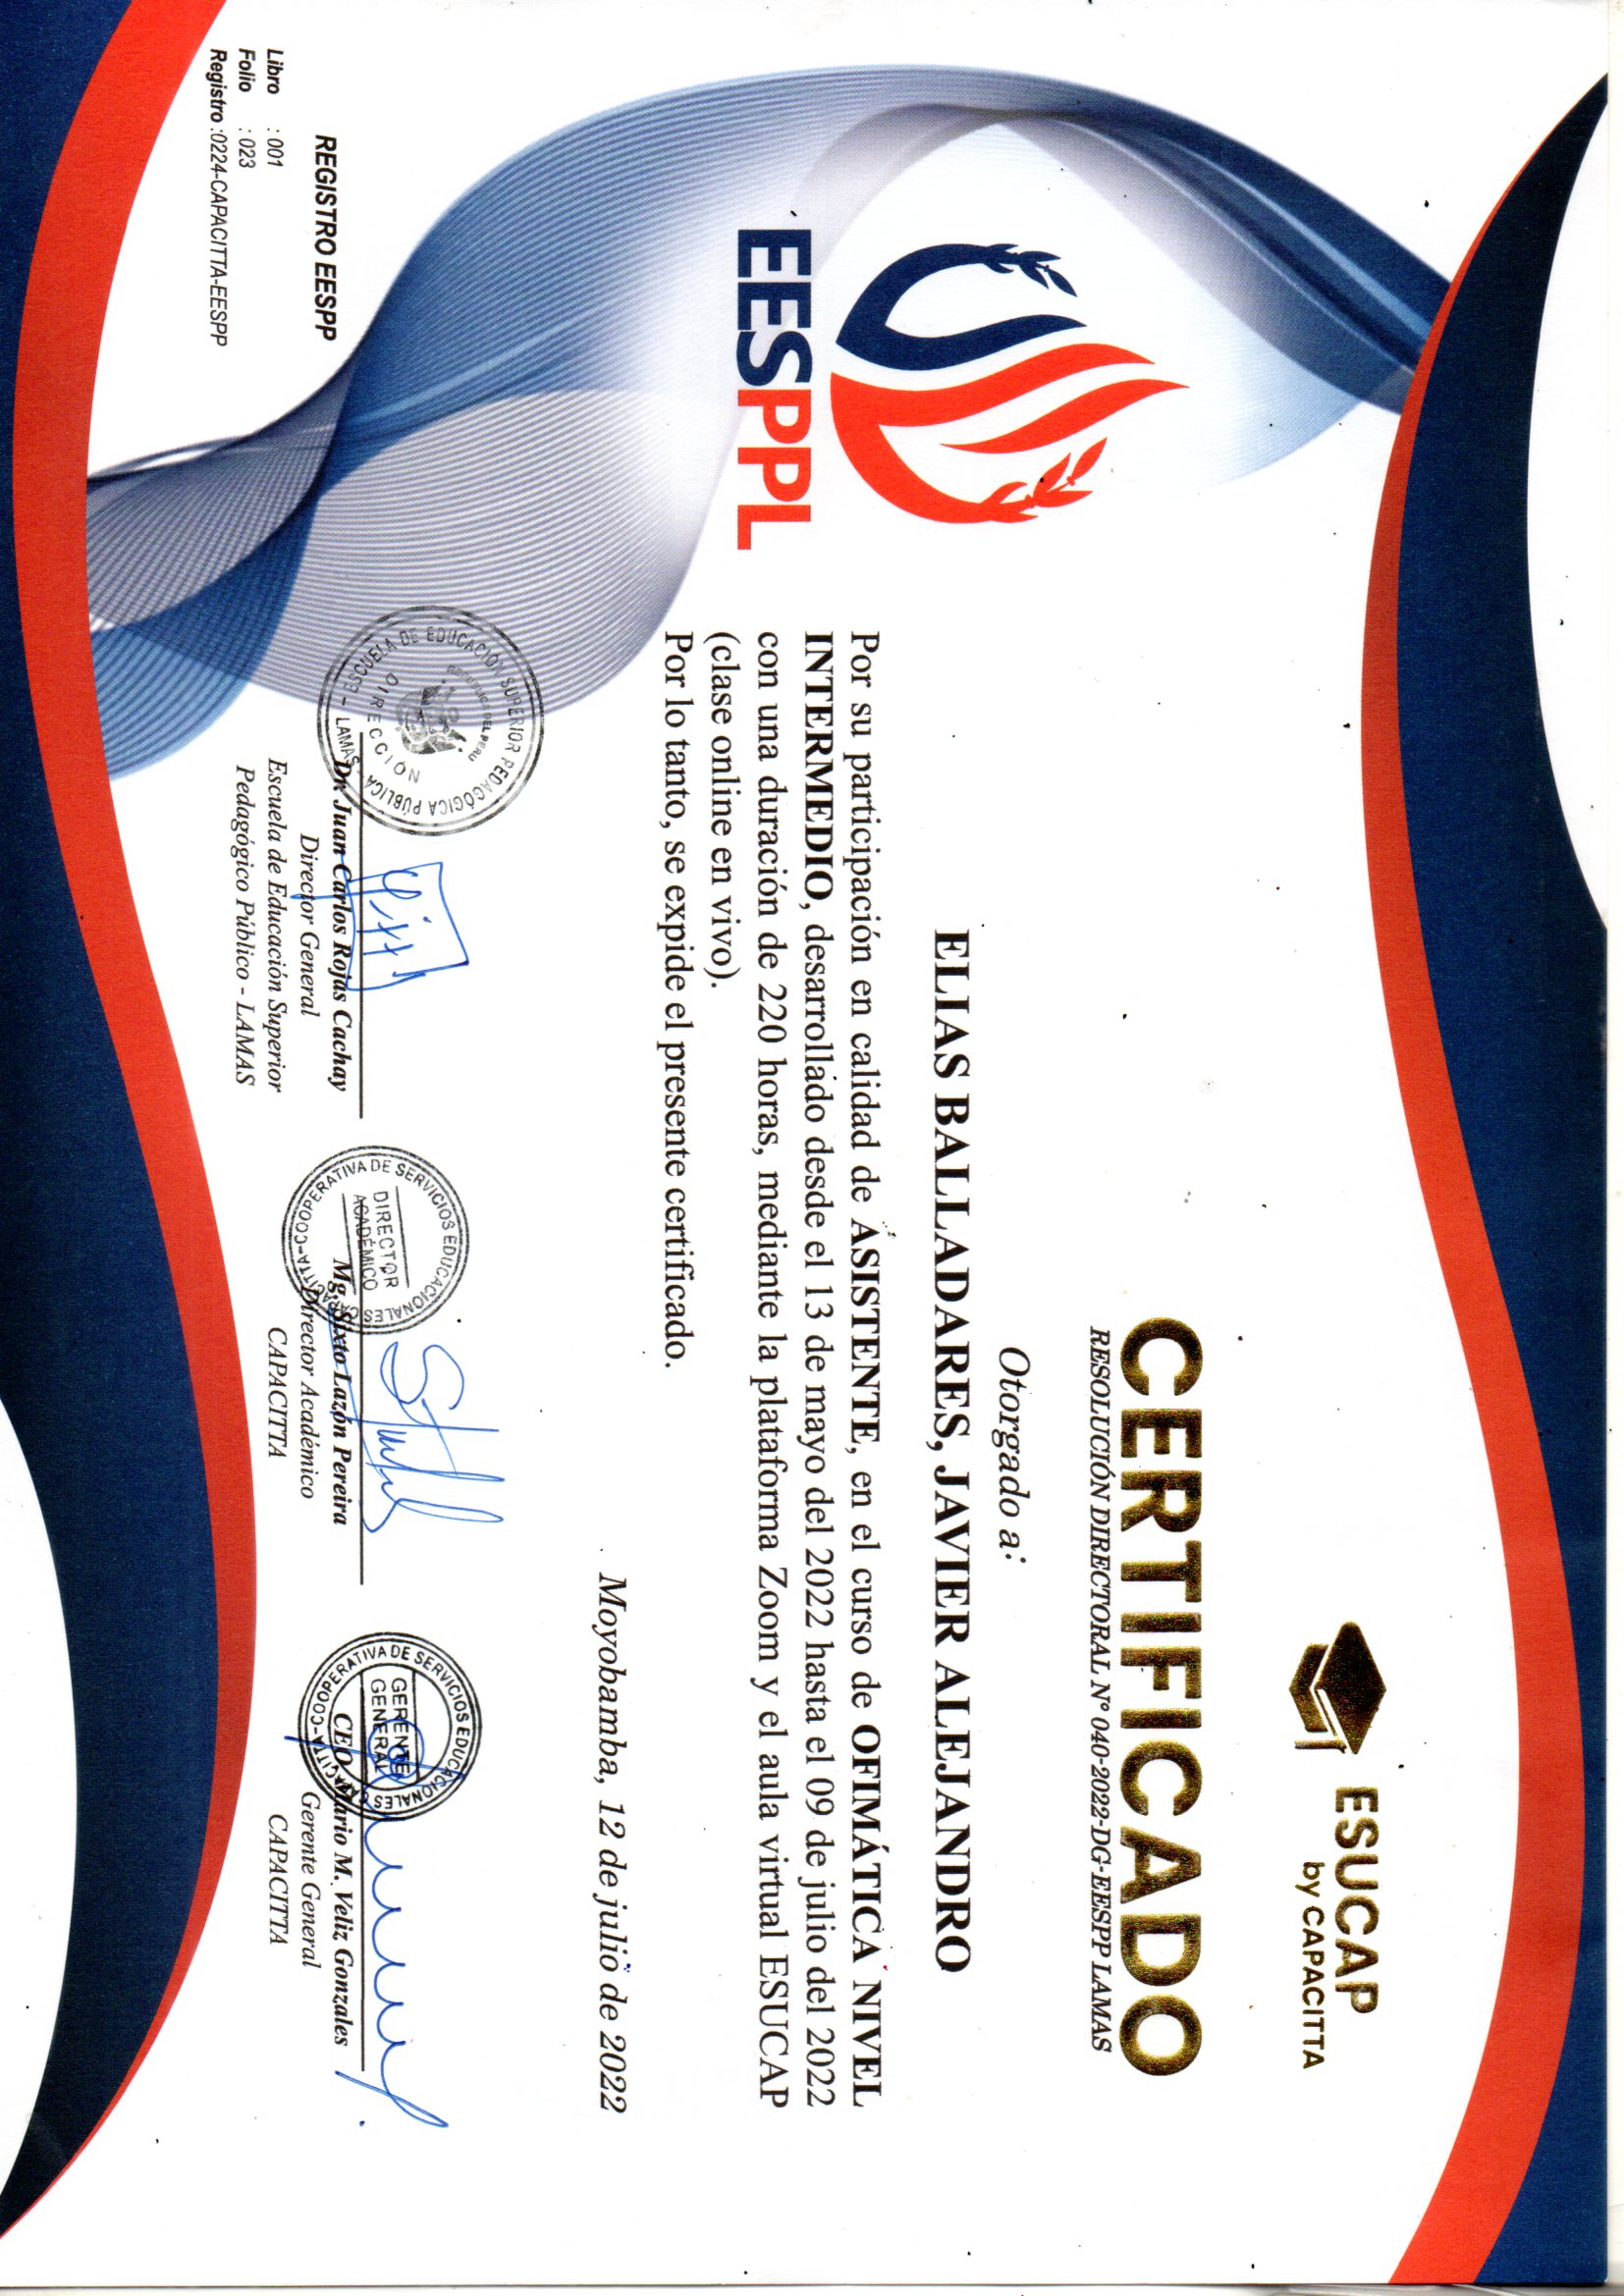 ESUCAP
by CAPACITTA
CERTIFICADO
RESOLUCIÓN DIRECTORAL N° 040-2022-DG-EESPP LAMAS
Otorgado a:
ELIAS BALLADARES, JAVIER ALEJANDRO
EESPPL
Por su participación en calidad de ASISTENTE, en el curso de OFIMÁTICA NIVEL
INTERMEDIO, desarrollado desde el 13 de mayo del 2022 hasta el 09 de julio del 2022
con una duración de 220 horas, mediante la plataforma Zoom y el aula virtual ESUCAP
(clase online en vivo).
Por lo tanto, se expide el presente certificado.
Moyobamba, 12 de julio de 2022
ESCUELA DE EDUCACIÓN SUPERIOR PEDAGÓGICA PÚBLICA - LAMAS -
REPUBLICA DEL PERU
DIRECCIÓN
Dr. Juan Carlos Rojas Cachay
Director General
Escuela de Educación Superior
Pedagógico Público - LAMAS
COOPERATIVA DE SERVICIOS EDUCACIONALES CAPACITTA-
DIRECTOR
ACADÉMICO
Mg. Sixto Lazón Pereira
Director Académico
CAPACITTA
COOPERATIVA DE SERVICIOS EDUCACIONALES CAPACITTA-
GERENTE
GENERAL
CEO. Mario M. Veliz Gonzales
Gerente General
CAPACITTA
REGISTRO EESPP
Libro : 001
Folio : 023
Registro :0224-CAPACITTA-EESPP